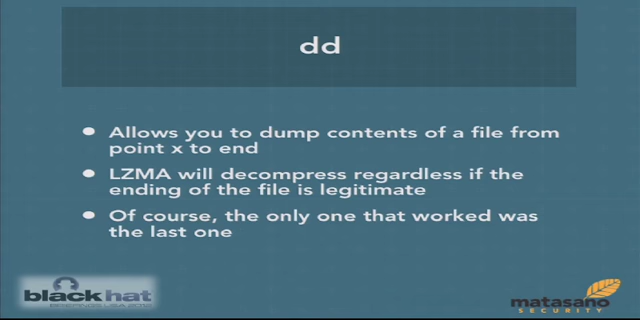 dd
Allows you to dump contents of a file from
point x to end
LZMA will decompress regardless if the
ending of the file is legitimate
Of course, the only one that worked was
the last one
black hat
matasano
SECURITY